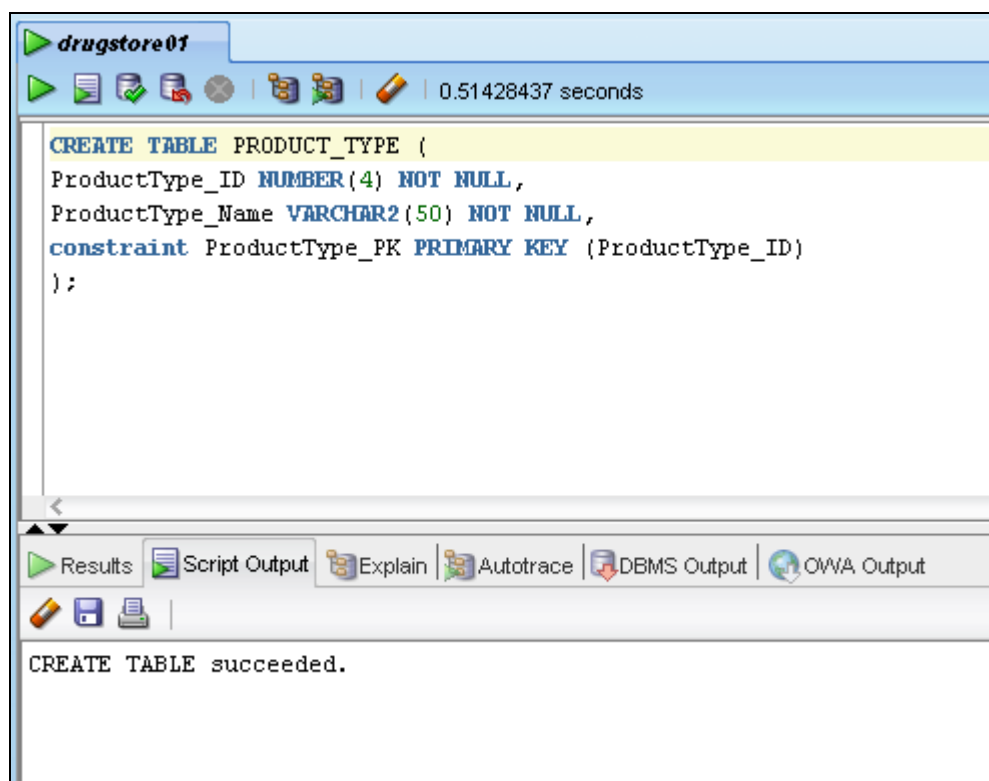 drugstore01
0.51428437 seconds
CREATE TABLE PRODUCT_TYPE (
ProductType_ID NUMBER(4) NOT NULL,
ProductType_Name VARCHAR2(50) NOT NULL,
constraint ProductType_PK PRIMARY KEY (ProductType_ID)
);
Results Script Output Explain Autotrace DBMS Output OWA Output
CREATE TABLE succeeded.